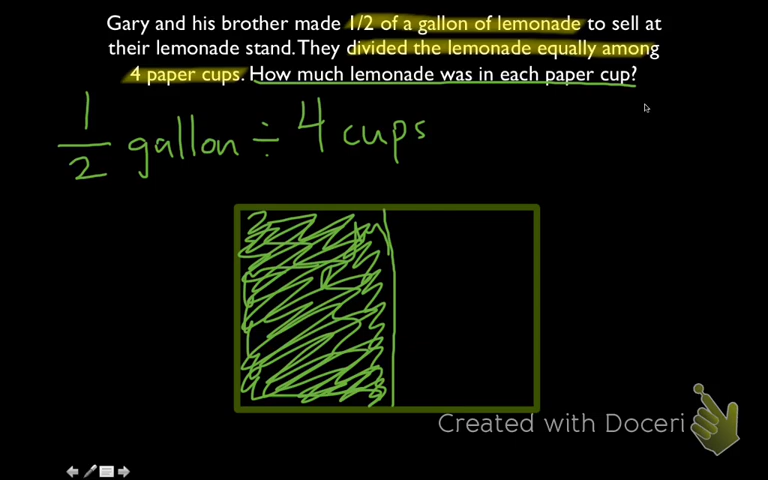 Gary and his brother made 1/2 of a gallon of lemonade to sell at
their lemonade stand. They divided the lemonade equally among
4 paper cups. How much lemonade was in each paper cup?
1/2 gallon ÷ 4 cups
Created with Doceri